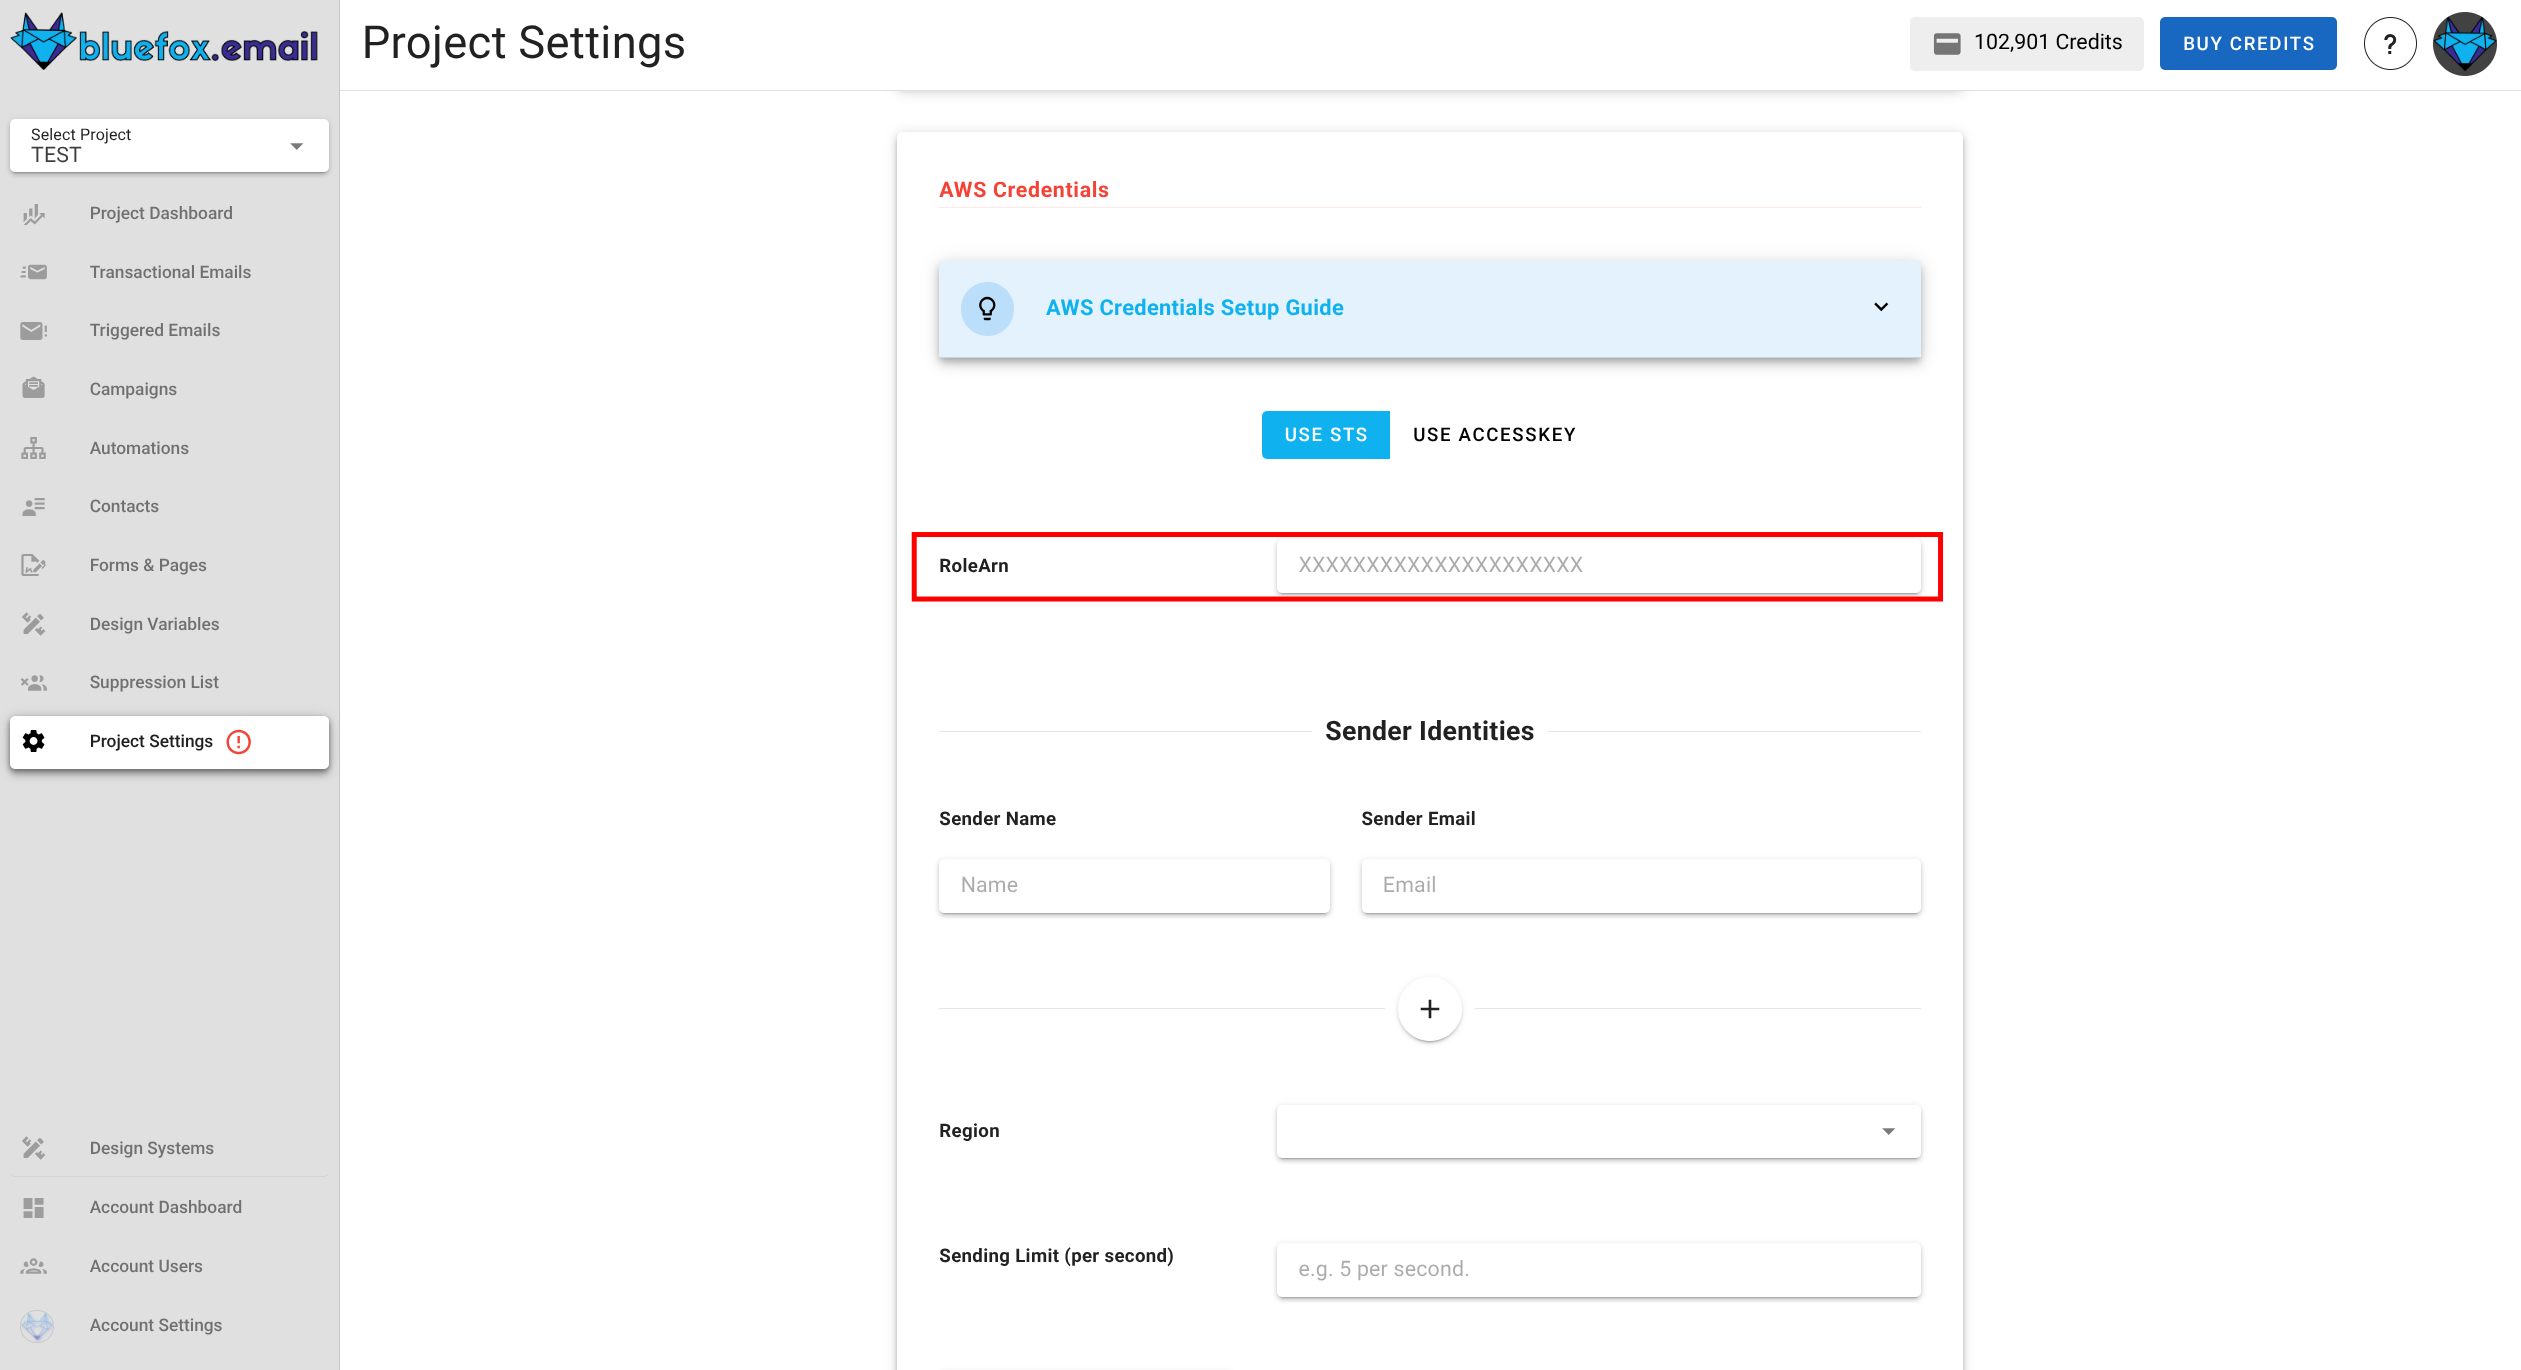 bluefox.email
Project Settings
102,901 Credits
BUY CREDITS
?
Select Project
TEST
Project Dashboard
Transactional Emails
Triggered Emails
Campaigns
Automations
Contacts
Forms & Pages
Design Variables
Suppression List
Project Settings
Design Systems
Account Dashboard
Account Users
Account Settings
AWS Credentials
AWS Credentials Setup Guide
USE STS
USE ACCESSKEY
RoleArn
XXXXXXXXXXXXXXXXXXXXX
Sender Identities
Sender Name
Sender Email
Name
Email
+
Region
Sending Limit (per second)
e.g. 5 per second.